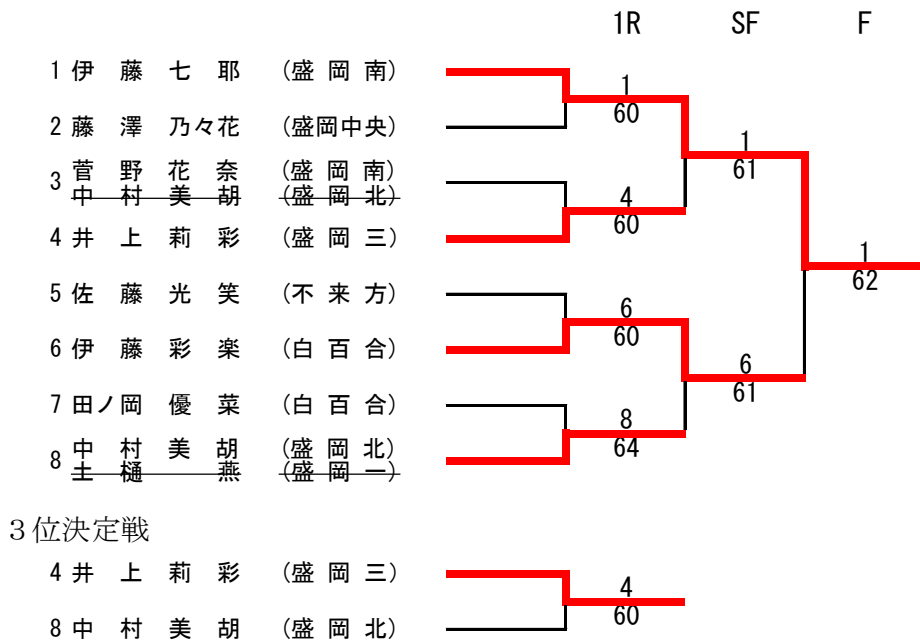 1R SF F
1 伊 藤 七 耶 (盛 岡 南)
1
60
2 藤 澤 乃々花 (盛岡中央)
1
61
3 菅 野 花 奈 (盛 岡 南)
中 村 美 胡 (盛 岡 北)
4
60
4 井 上 莉 彩 (盛 岡 三)
1
62
5 佐 藤 光 笑 (不 来 方)
6
60
6 伊 藤 彩 楽 (白 百 合)
6
61
7 田ノ岡 優 菜 (白 百 合)
8
64
8 中 村 美 胡 (盛 岡 北)
土 樋 燕 (盛 岡 一)
3位決定戦
4 井 上 莉 彩 (盛 岡 三)
4
60
8 中 村 美 胡 (盛 岡 北)